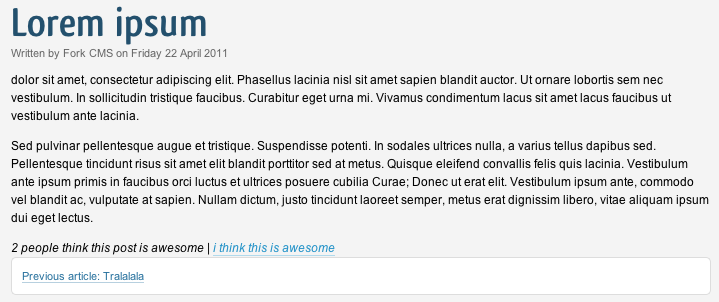 Lorem ipsum
Written by Fork CMS on Friday 22 April 2011
dolor sit amet, consectetur adipiscing elit. Phasellus lacinia nisl sit amet sapien blandit auctor. Ut ornare lobortis sem nec
vestibulum. In sollicitudin tristique faucibus. Curabitur eget urna mi. Vivamus condimentum lacus sit amet lacus faucibus ut
vestibulum ante lacinia.
Sed pulvinar pellentesque augue et tristique. Suspendisse potenti. In sodales ultrices nulla, a varius tellus dapibus sed.
Pellentesque tincidunt risus sit amet elit blandit porttitor sed at metus. Quisque eleifend convallis felis quis lacinia. Vestibulum
ante ipsum primis in faucibus orci luctus et ultrices posuere cubilia Curae; Donec ut erat elit. Vestibulum ipsum ante, commodo
vel blandit ac, vulputate at sapien. Nullam dictum, justo tincidunt laoreet semper, metus erat dignissim libero, vitae aliquam ipsum
dui eget lectus.
2 people think this post is awesome | i think this is awesome
Previous article: Tralalala